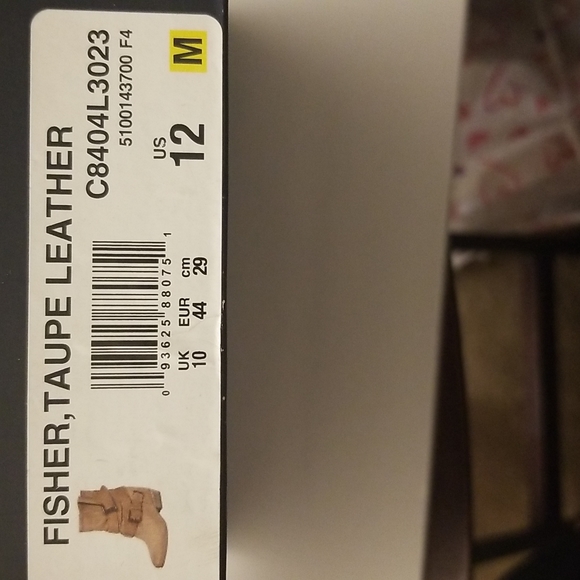 FISHER,TAUPE LEATHER
C8404L3023
5100143700 F4
0 93625 88075 1
UK EUR cm
10 44 29
US
12
M